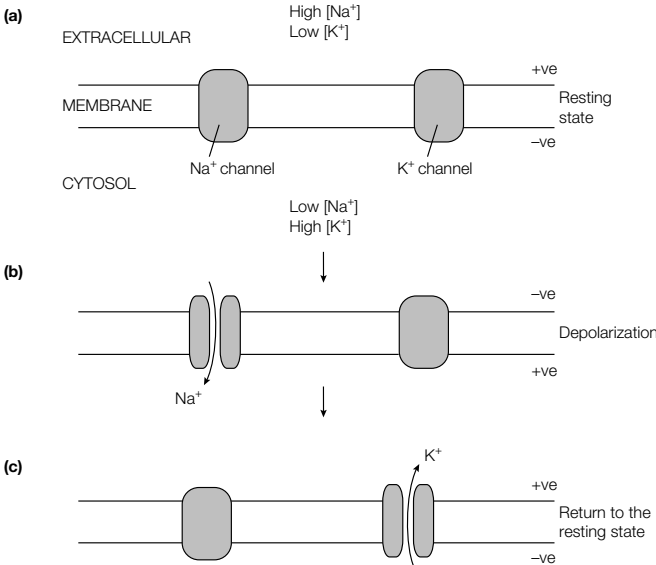 (a)
High [Na⁺]
Low [K⁺]
EXTRACELLULAR
+ve
MEMBRANE
Resting
state
–ve
Na⁺ channel
K⁺ channel
CYTOSOL
Low [Na⁺]
High [K⁺]
(b)
–ve
Depolarization
+ve
Na⁺
(c)
K⁺
+ve
Return to the
resting state
–ve